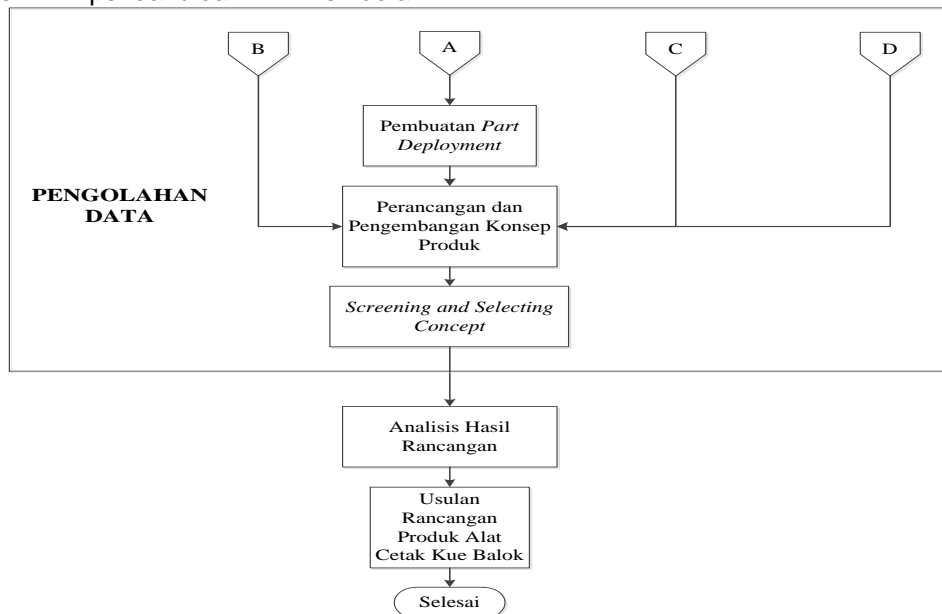 B
A
C
D
Pembuatan Part
Deployment
PENGOLAHAN
DATA
Perancangan dan
Pengembangan Konsep
Produk
Screening and Selecting
Concept
Analisis Hasil
Rancangan
Usulan
Rancangan
Produk Alat
Cetak Kue Balok
Selesai